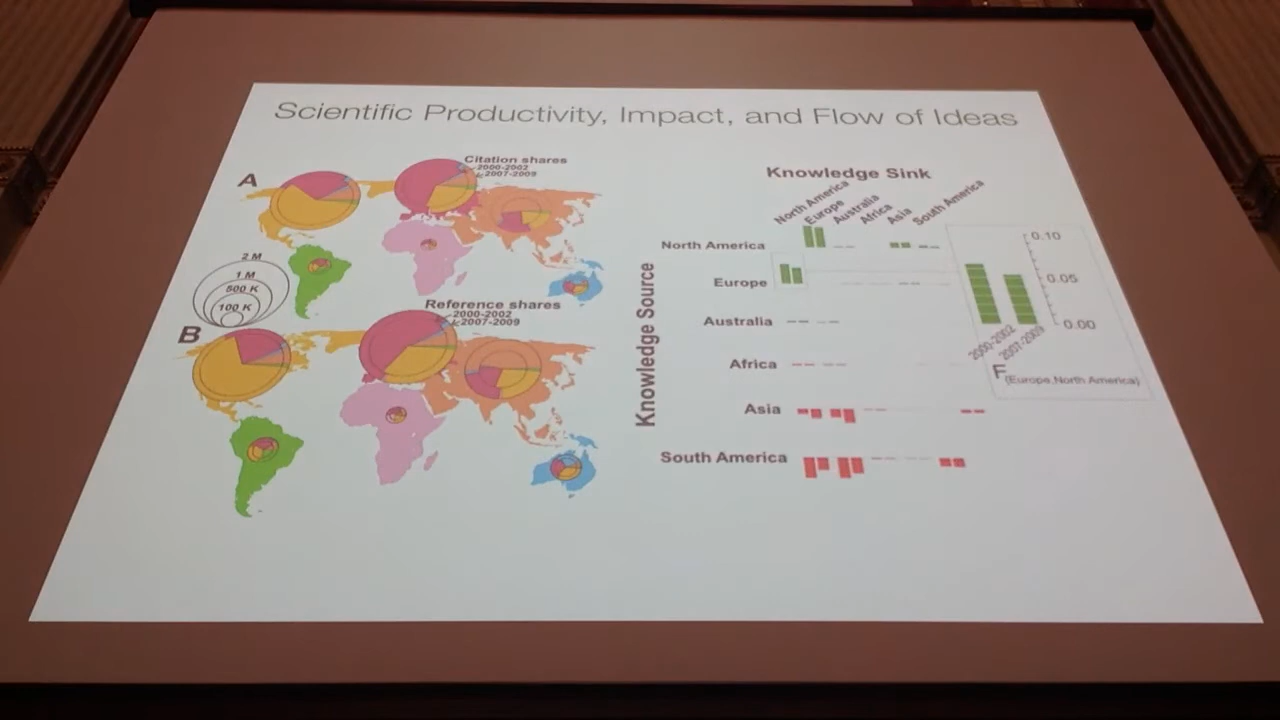 Scientific Productivity, Impact, and Flow of Ideas
A
Citation shares
2000-2002
2007-2009
2 M
1 M
500 K
100 K
B
Reference shares
2000-2002
2007-2009
Knowledge Sink
North America
Europe
Australia
Africa
Asia
South America
Knowledge Source
North America
Europe
Australia
Africa
Asia
South America
0.10
0.05
0.00
2000-2002
2007-2009
F(Europe,North America)